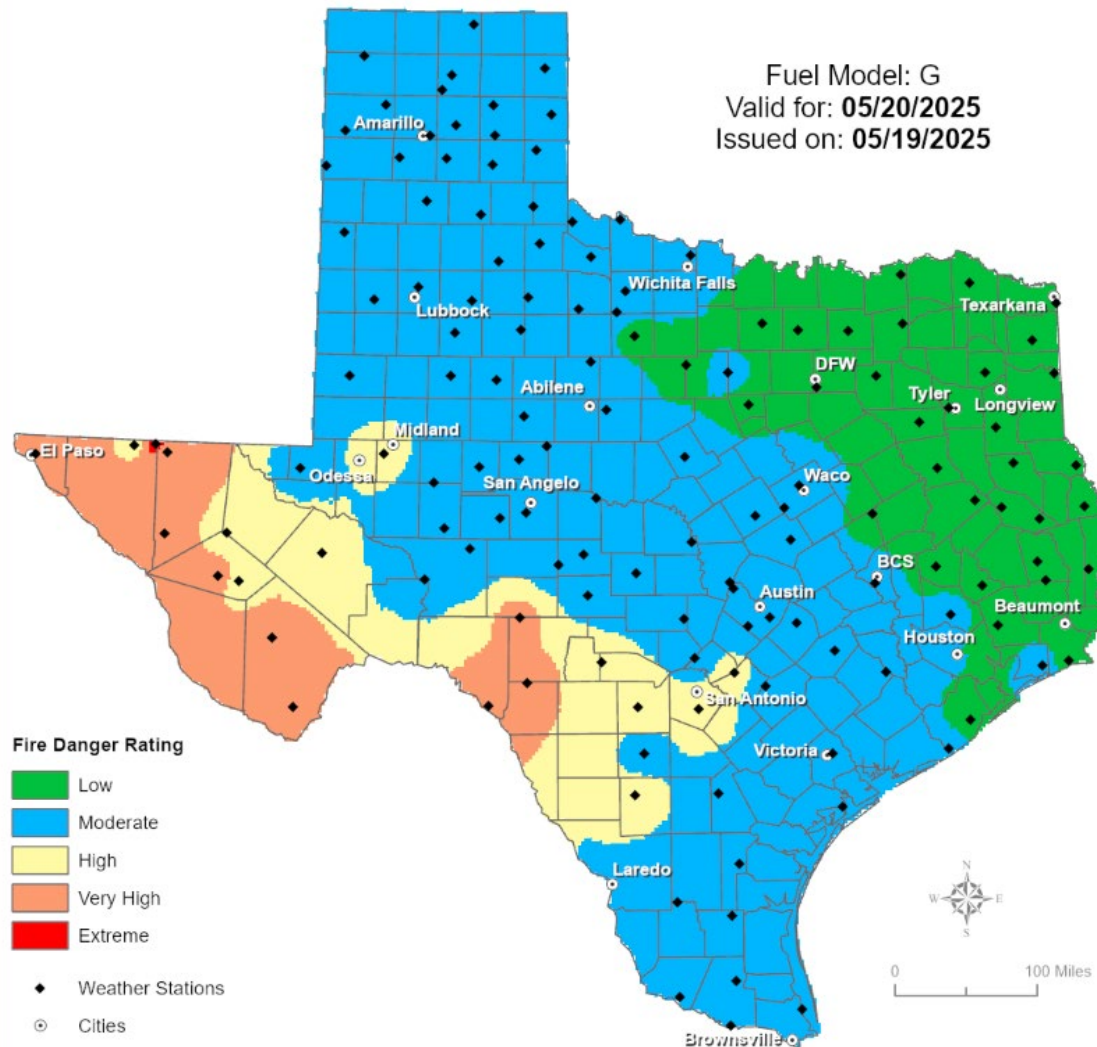 Fuel Model: G
Valid for: 05/20/2025
Issued on: 05/19/2025
Amarillo
Wichita Falls
Lubbock
Texarkana
DFW
Abilene
Tyler
Longview
Midland
El Paso
Odessa
San Angelo
Waco
BCS
Austin
Beaumont
Houston
San Antonio
Victoria
Laredo
Brownsville
Fire Danger Rating
Low
Moderate
High
Very High
Extreme
Weather Stations
Cities
N
W
E
S
0 100 Miles